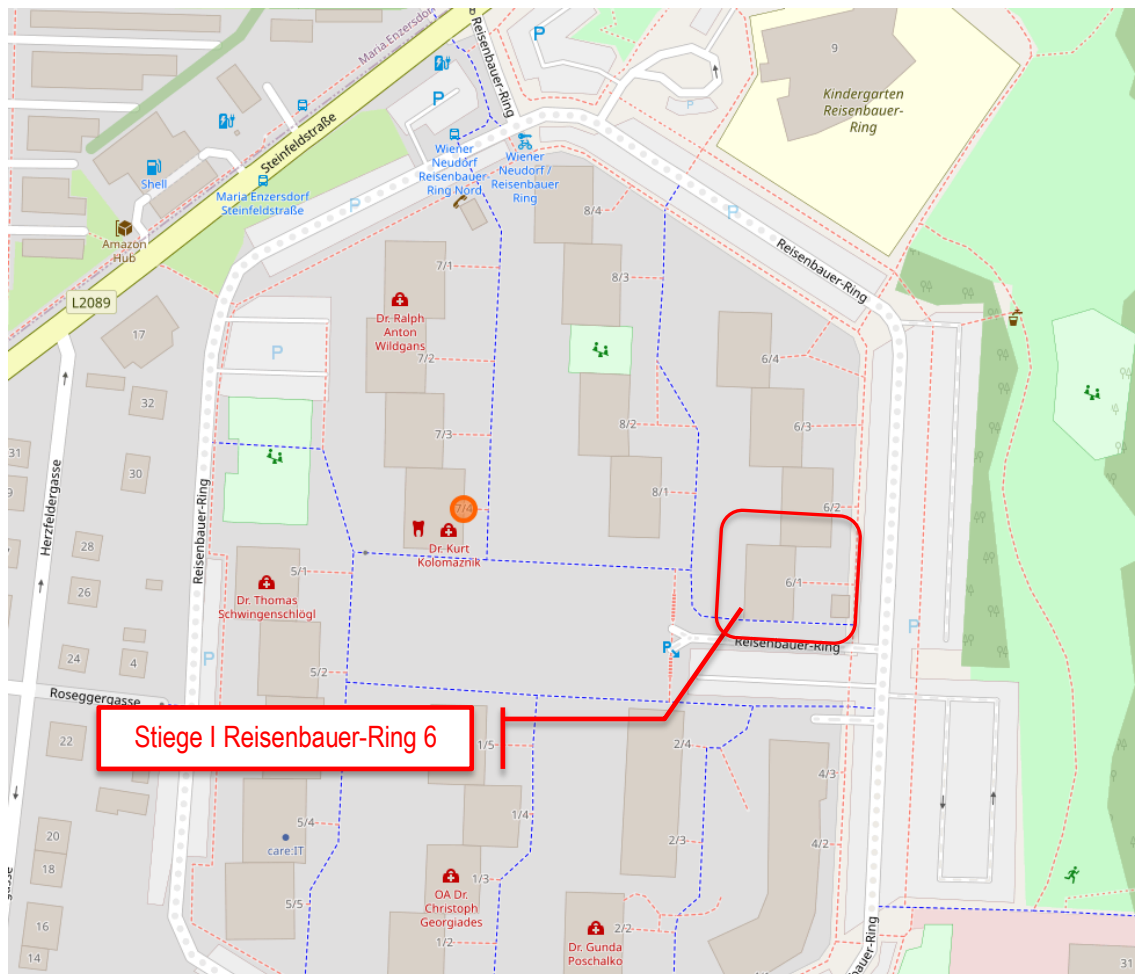 Maria Enzersdorf
Steinfeldstraße
Shell
Maria Enzersdorf
Steinfeldstraße
Amazon
Hub
L2089
17
32
31
30
28
26
24
4
22
20
18
16
14
Herzfeldergasse
Roseggergasse
Reisenbauer-Ring
P
P
P
P
P
P
P
P
Reisenbauer-Ring
Wiener
Neudorf
Reisenbauer
Ring Nord
Wiener
Neudorf /
Reisenbauer
Ring
9
Kindergarten
Reisenbauer-
Ring
Reisenbauer-Ring
8/4
8/3
8/2
8/1
7/1
Dr. Ralph
Anton
Wildgans
7/2
7/3
7/4
Dr. Kurt
Kolomaznik
6/4
6/3
6/2
6/1
Reisenbauer-Ring
P
5/1
Dr. Thomas
Schwingenschlögl
5/2
Stiege I Reisenbauer-Ring 6
1/5
2/4
4/3
5/4
care:IT
1/4
2/3
4/2
5/5
1/3
OA Dr.
Christoph
Georgiades
1/2
2/2
Dr. Gunda
Poschalko
31